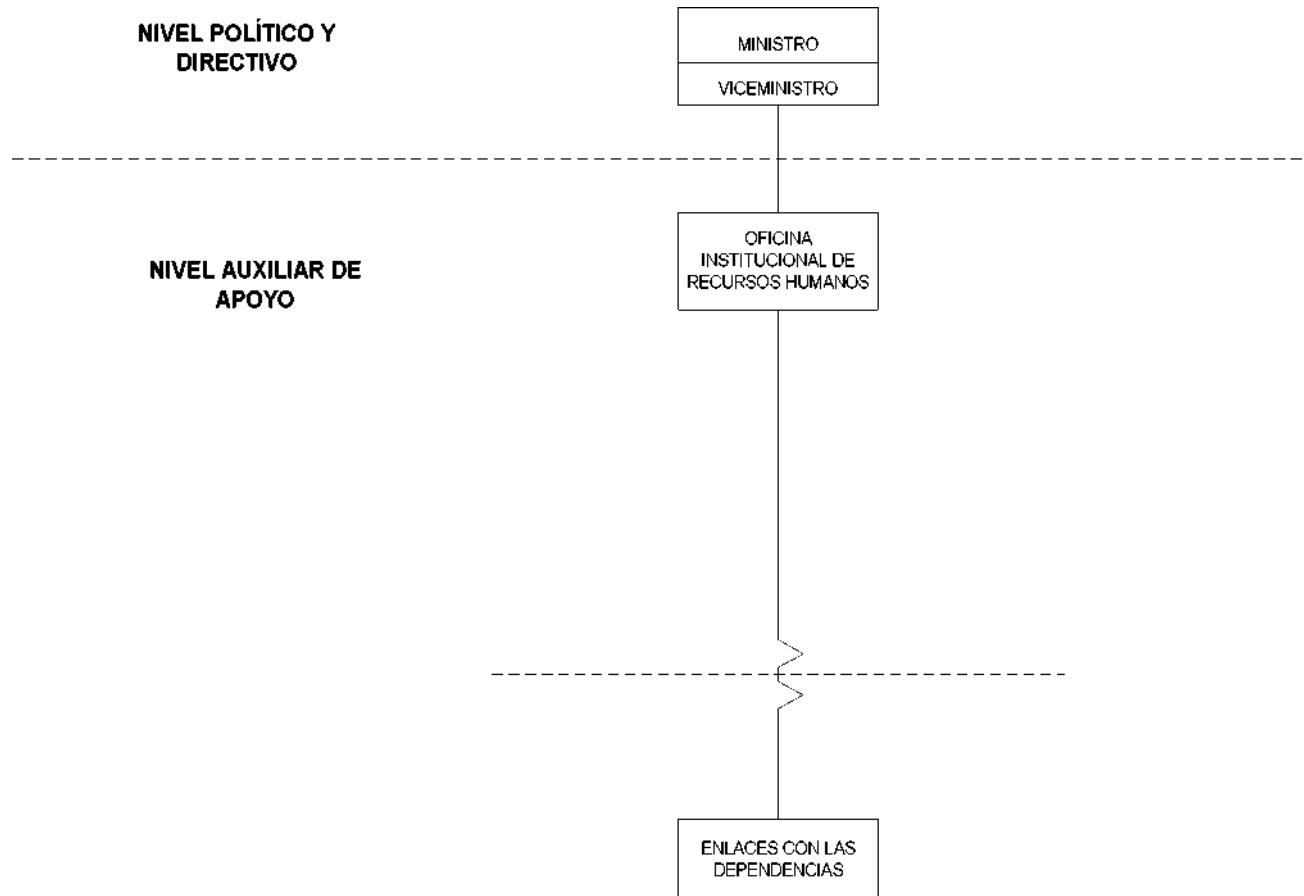 NIVEL POLÍTICO Y
DIRECTIVO
MINISTRO
VICEMINISTRO
NIVEL AUXILIAR DE
APOYO
OFICINA
INSTITUCIONAL DE
RECURSOS HUMANOS
ENLACES CON LAS
DEPENDENCIAS